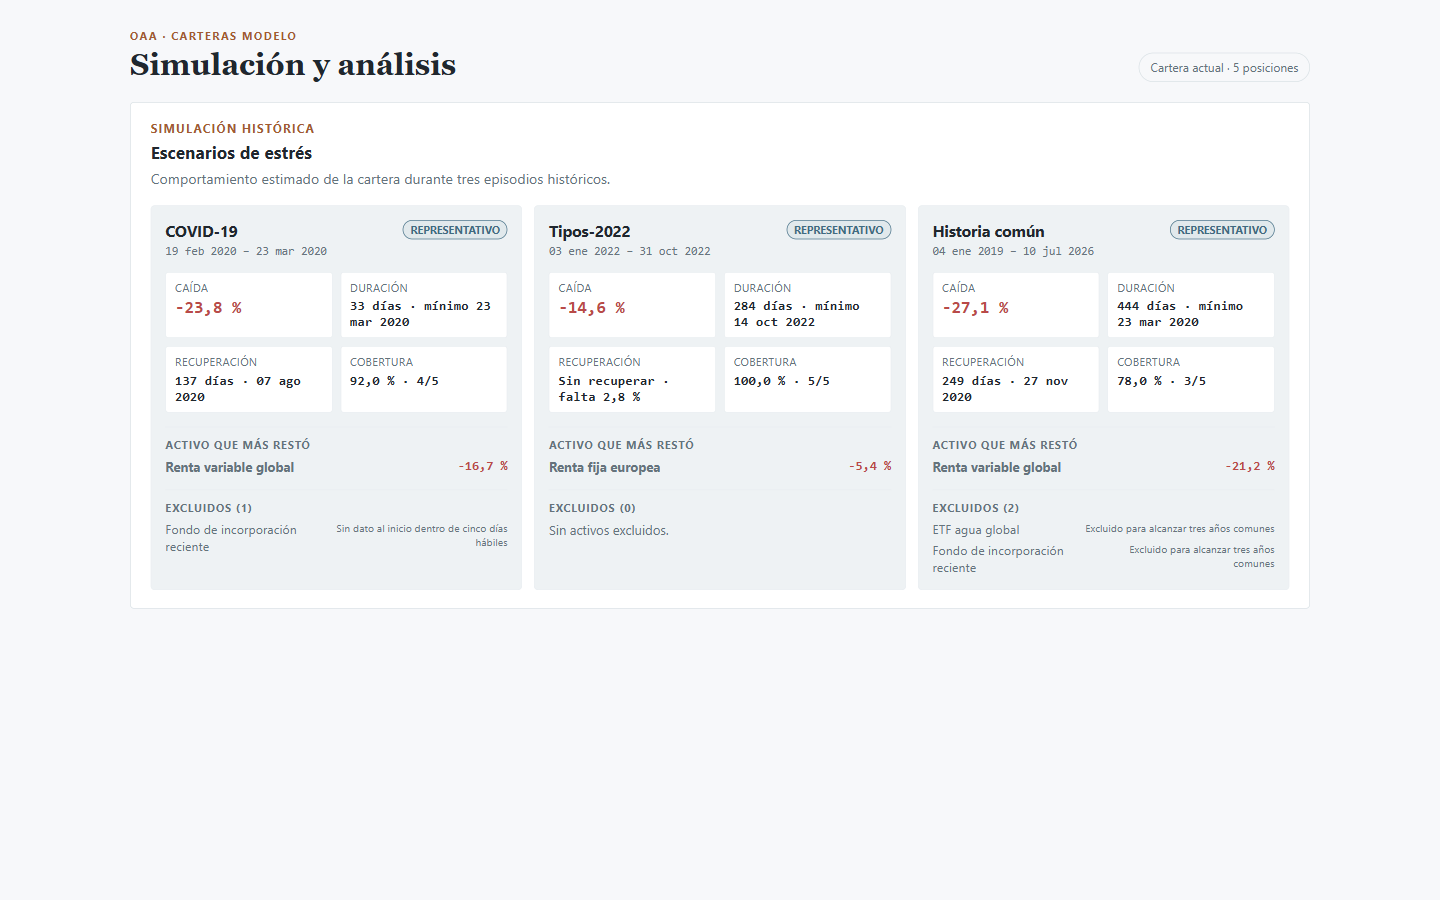 OAA · CARTERAS MODELO
Simulación y análisis
Cartera actual · 5 posiciones
SIMULACIÓN HISTÓRICA
Escenarios de estrés
Comportamiento estimado de la cartera durante tres episodios históricos.
COVID-19
REPRESENTATIVO
19 feb 2020 – 23 mar 2020
CAÍDA
-23,8 %
DURACIÓN
33 días · mínimo 23
mar 2020
RECUPERACIÓN
137 días · 07 ago
2020
COBERTURA
92,0 % · 4/5
ACTIVO QUE MÁS RESTÓ
Renta variable global
-16,7 %
EXCLUIDOS (1)
Fondo de incorporación
reciente
Sin dato al inicio dentro de cinco días
hábiles
Tipos-2022
REPRESENTATIVO
03 ene 2022 – 31 oct 2022
CAÍDA
-14,6 %
DURACIÓN
284 días · mínimo
14 oct 2022
RECUPERACIÓN
Sin recuperar ·
falta 2,8 %
COBERTURA
100,0 % · 5/5
ACTIVO QUE MÁS RESTÓ
Renta fija europea
-5,4 %
EXCLUIDOS (0)
Sin activos excluidos.
Historia común
REPRESENTATIVO
04 ene 2019 – 10 jul 2026
CAÍDA
-27,1 %
DURACIÓN
444 días · mínimo
23 mar 2020
RECUPERACIÓN
249 días · 27 nov
2020
COBERTURA
78,0 % · 3/5
ACTIVO QUE MÁS RESTÓ
Renta variable global
-21,2 %
EXCLUIDOS (2)
ETF agua global
Excluido para alcanzar tres años comunes
Fondo de incorporación
reciente
Excluido para alcanzar tres años
comunes